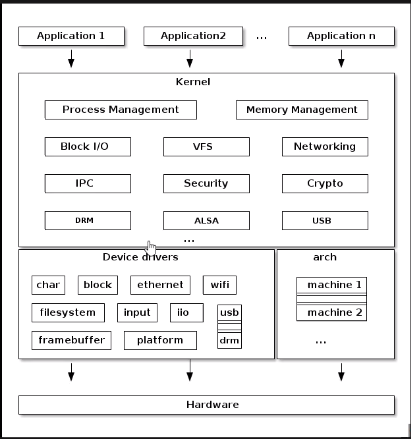 Application 1
Application2
...
Application n
Kernel
Process Management
Memory Management
Block I/O
VFS
Networking
IPC
Security
Crypto
DRM
ALSA
USB
...
Device drivers
char
block
ethernet
wifi
filesystem
input
iio
usb
framebuffer
platform
drm
arch
machine 1
machine 2
...
Hardware